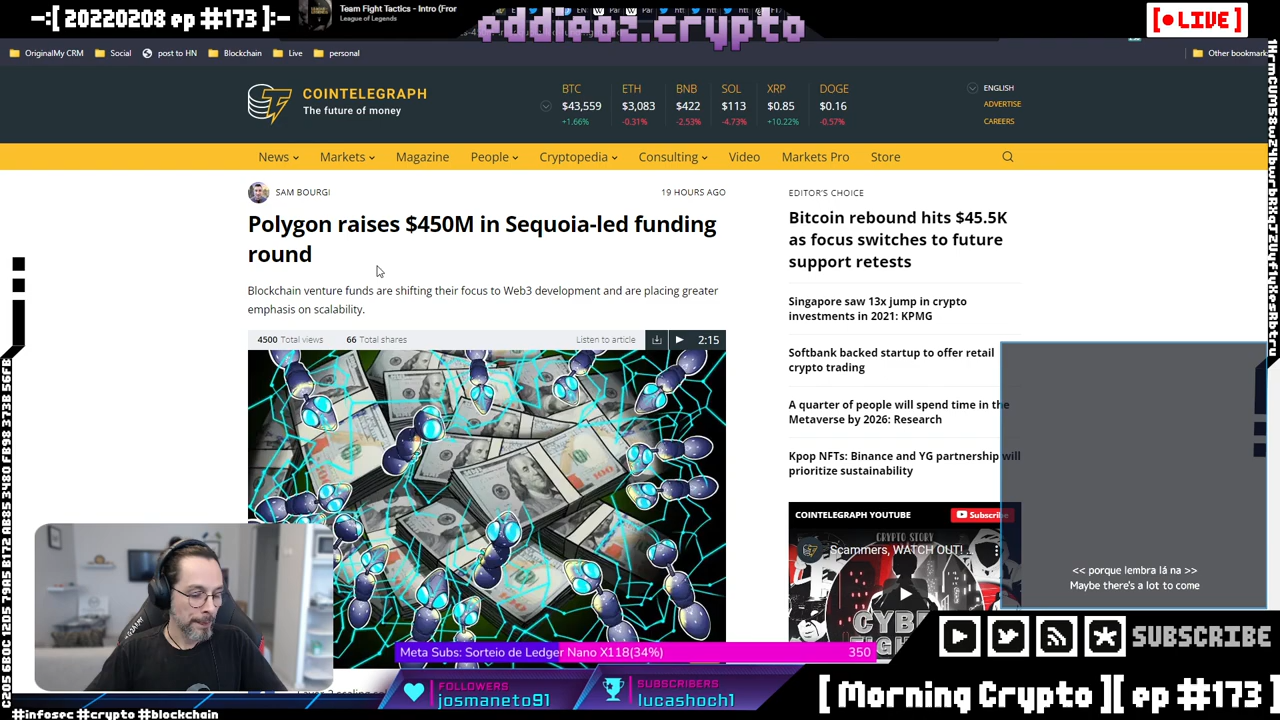 -:[ 20220208 ep #173 ]:-
Team Fight Tactics - Intro (Fror
League of Legends
eddieoz.crypto
[ LIVE ]
OriginalMy CRM
Social
post to HN
Blockchain
Live
personal
Other bookmark
COINTELEGRAPH
The future of money
BTC ETH BNB SOL XRP DOGE
$43,559 $3,083 $422 $113 $0.85 $0.16
+1.66% -0.31% -2.53% -4.73% +10.22% -0.57%
ENGLISH
ADVERTISE
CAREERS
News Markets Magazine People Cryptopedia Consulting Video Markets Pro Store
SAM BOURGI
19 HOURS AGO
Polygon raises $450M in Sequoia-led funding
round
Blockchain venture funds are shifting their focus to Web3 development and are placing greater
emphasis on scalability.
4500 Total views
66 Total shares
Listen to article
2:15
EDITOR'S CHOICE
Bitcoin rebound hits $45.5K
as focus switches to future
support retests
Singapore saw 13x jump in crypto
investments in 2021: KPMG
Softbank backed startup to offer retail
crypto trading
A quarter of people will spend time in the
Metaverse by 2026: Research
Kpop NFTs: Binance and YG partnership will
prioritize sustainability
COINTELEGRAPH YOUTUBE
Subscribe
CRYPTO STORY
Scammers, WATCH OUT! ...
<< porque lembra lá na >>
Maybe there's a lot to come
Meta Subs: Sorteio de Ledger Nano X118(34%)
350
SUBSCRIBE
FOLLOWERS
josmaneto91
SUBSCRIBERS
lucashoch1
[ Morning Crypto ][ ep #173 ]
#infosec #crypto #blockchain